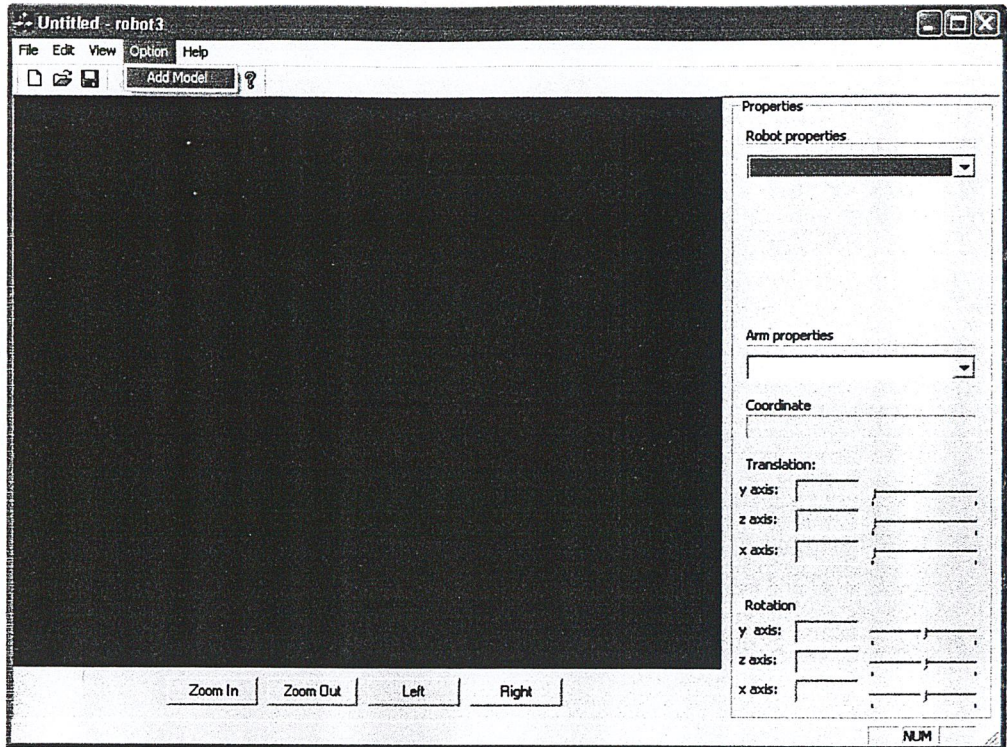 Untitled - robot3
File Edit View Option Help
Add Model
Properties
Robot properties
Arm properties
Coordinate
Translation:
y axis:
z axis:
x axis:
Rotation
y axis:
z axis:
x axis:
Zoom In Zoom Out Left Right
NUM